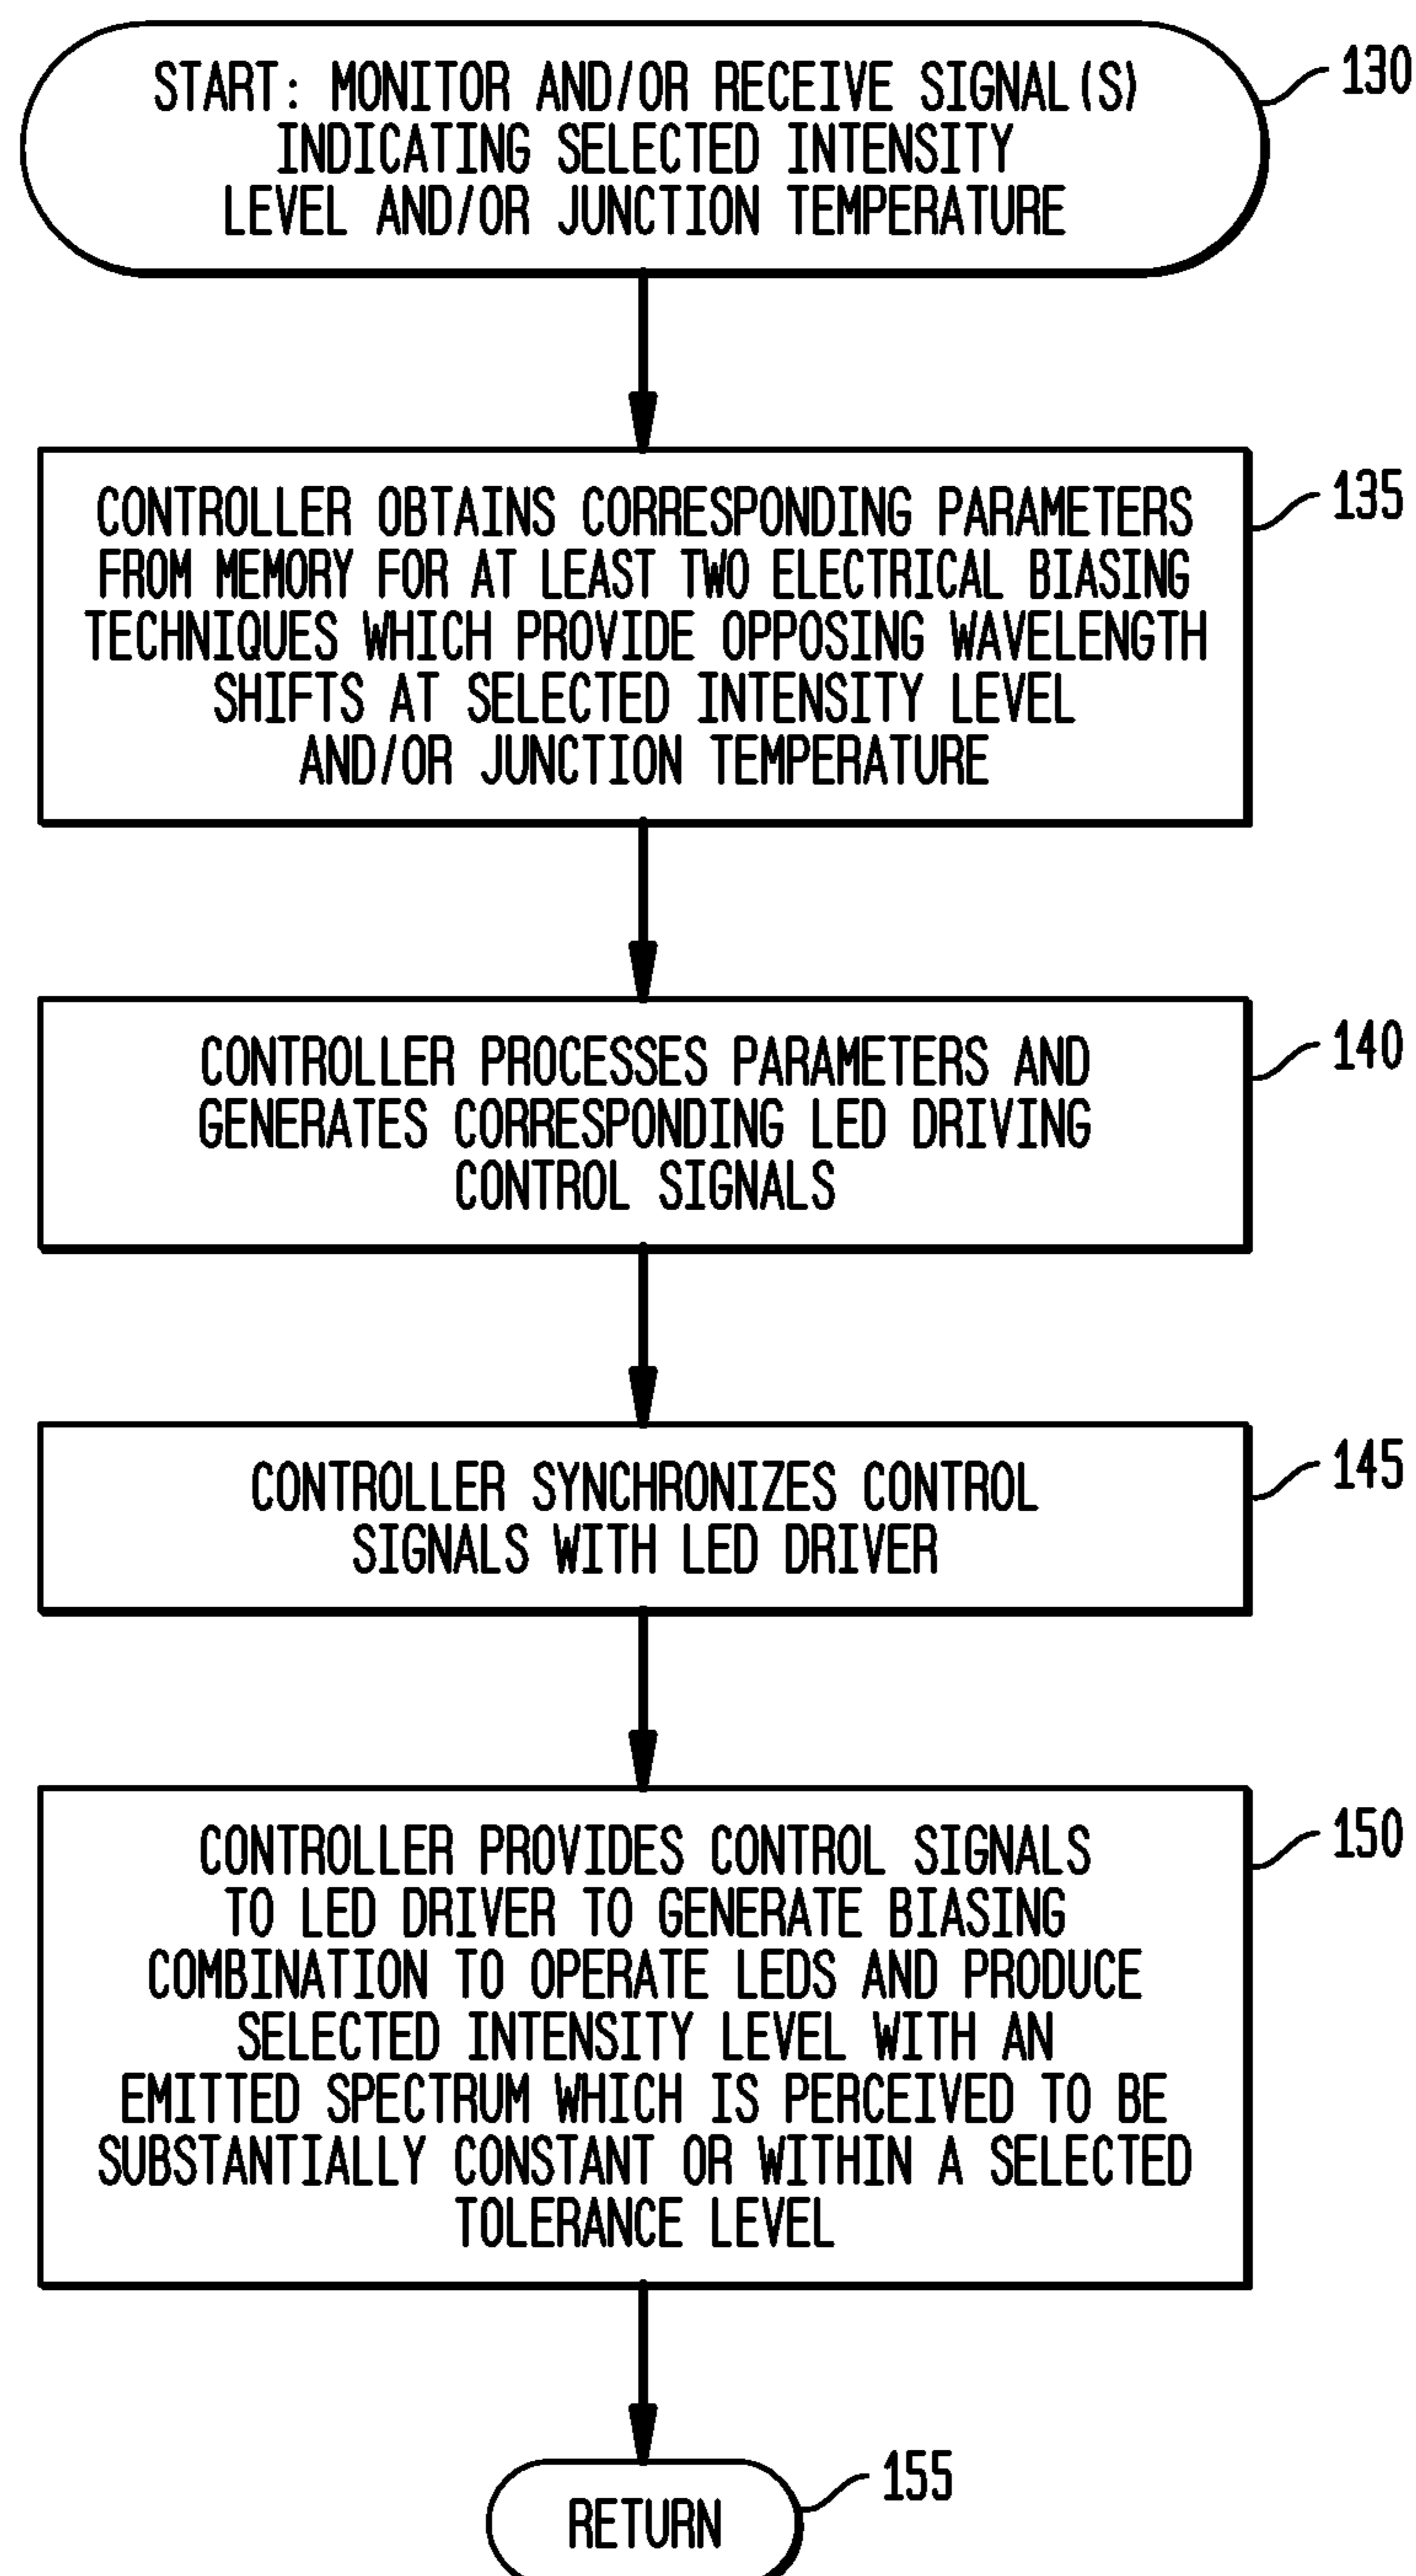 START: MONITOR AND/OR RECEIVE SIGNAL(S)
INDICATING SELECTED INTENSITY
LEVEL AND/OR JUNCTION TEMPERATURE
130
CONTROLLER OBTAINS CORRESPONDING PARAMETERS
FROM MEMORY FOR AT LEAST TWO ELECTRICAL BIASING
TECHNIQUES WHICH PROVIDE OPPOSING WAVELENGTH
SHIFTS AT SELECTED INTENSITY LEVEL
AND/OR JUNCTION TEMPERATURE
135
CONTROLLER PROCESSES PARAMETERS AND
GENERATES CORRESPONDING LED DRIVING
CONTROL SIGNALS
140
CONTROLLER SYNCHRONIZES CONTROL
SIGNALS WITH LED DRIVER
145
CONTROLLER PROVIDES CONTROL SIGNALS
TO LED DRIVER TO GENERATE BIASING
COMBINATION TO OPERATE LEDS AND PRODUCE
SELECTED INTENSITY LEVEL WITH AN
EMITTED SPECTRUM WHICH IS PERCEIVED TO BE
SUBSTANTIALLY CONSTANT OR WITHIN A SELECTED
TOLERANCE LEVEL
150
RETURN
155